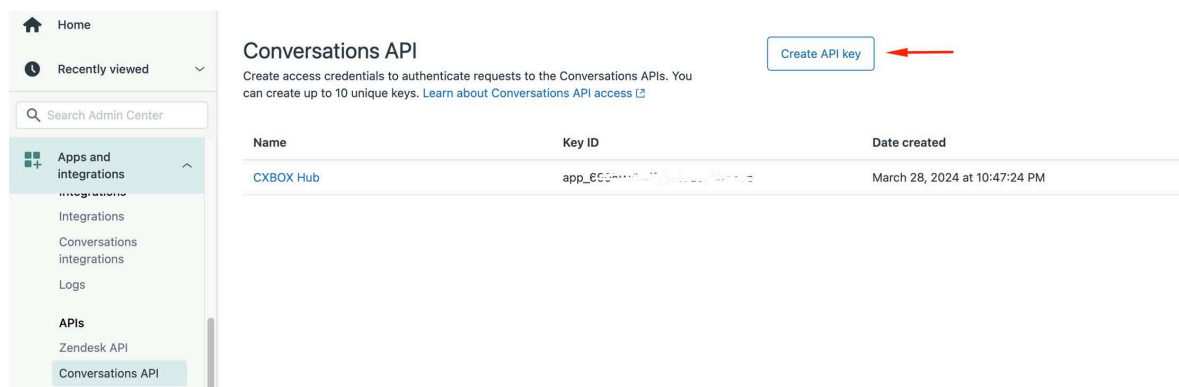 Home
Recently viewed
Search Admin Center
Apps and
integrations
Integrations
Integrations
Conversations
integrations
Logs
APIs
Zendesk API
Conversations API
Conversations API
Create API key
Create access credentials to authenticate requests to the Conversations APIs. You
can create up to 10 unique keys. Learn about Conversations API access
Name Key ID Date created
CXBOX Hub March 28, 2024 at 10:47:24 PM